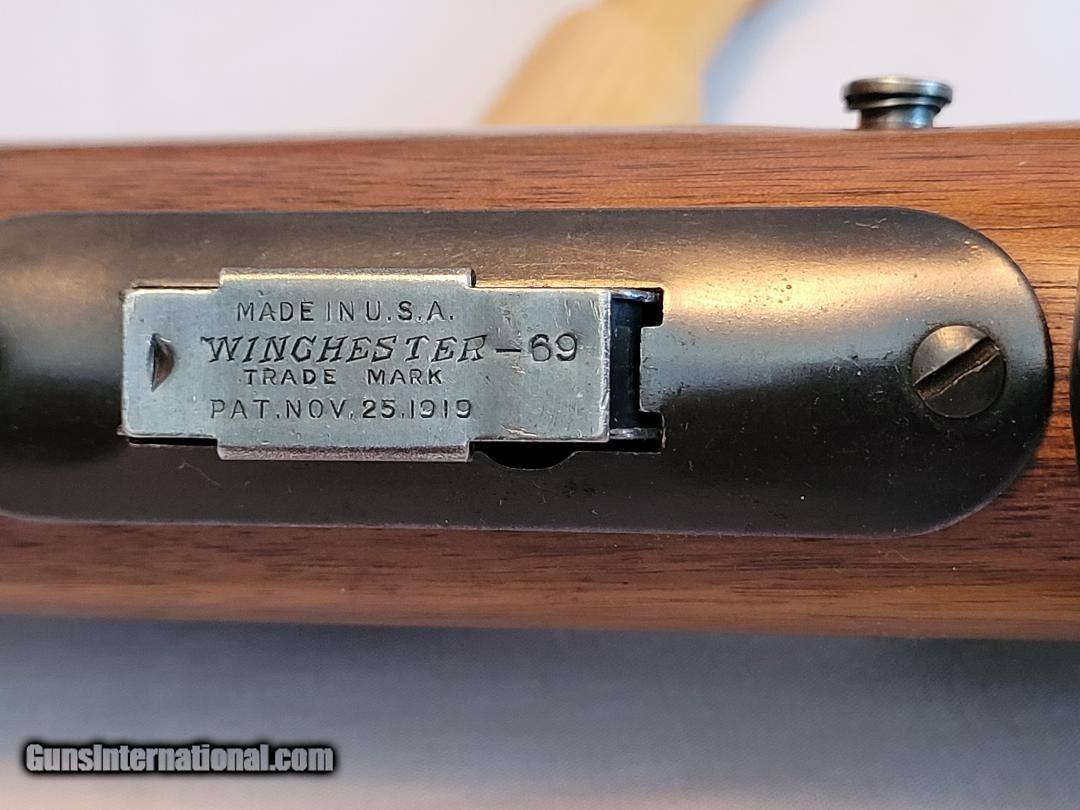 MADE IN U.S.A.
WINCHESTER-69
TRADE MARK
PAT. NOV. 25. 1919
GunsInternational.com